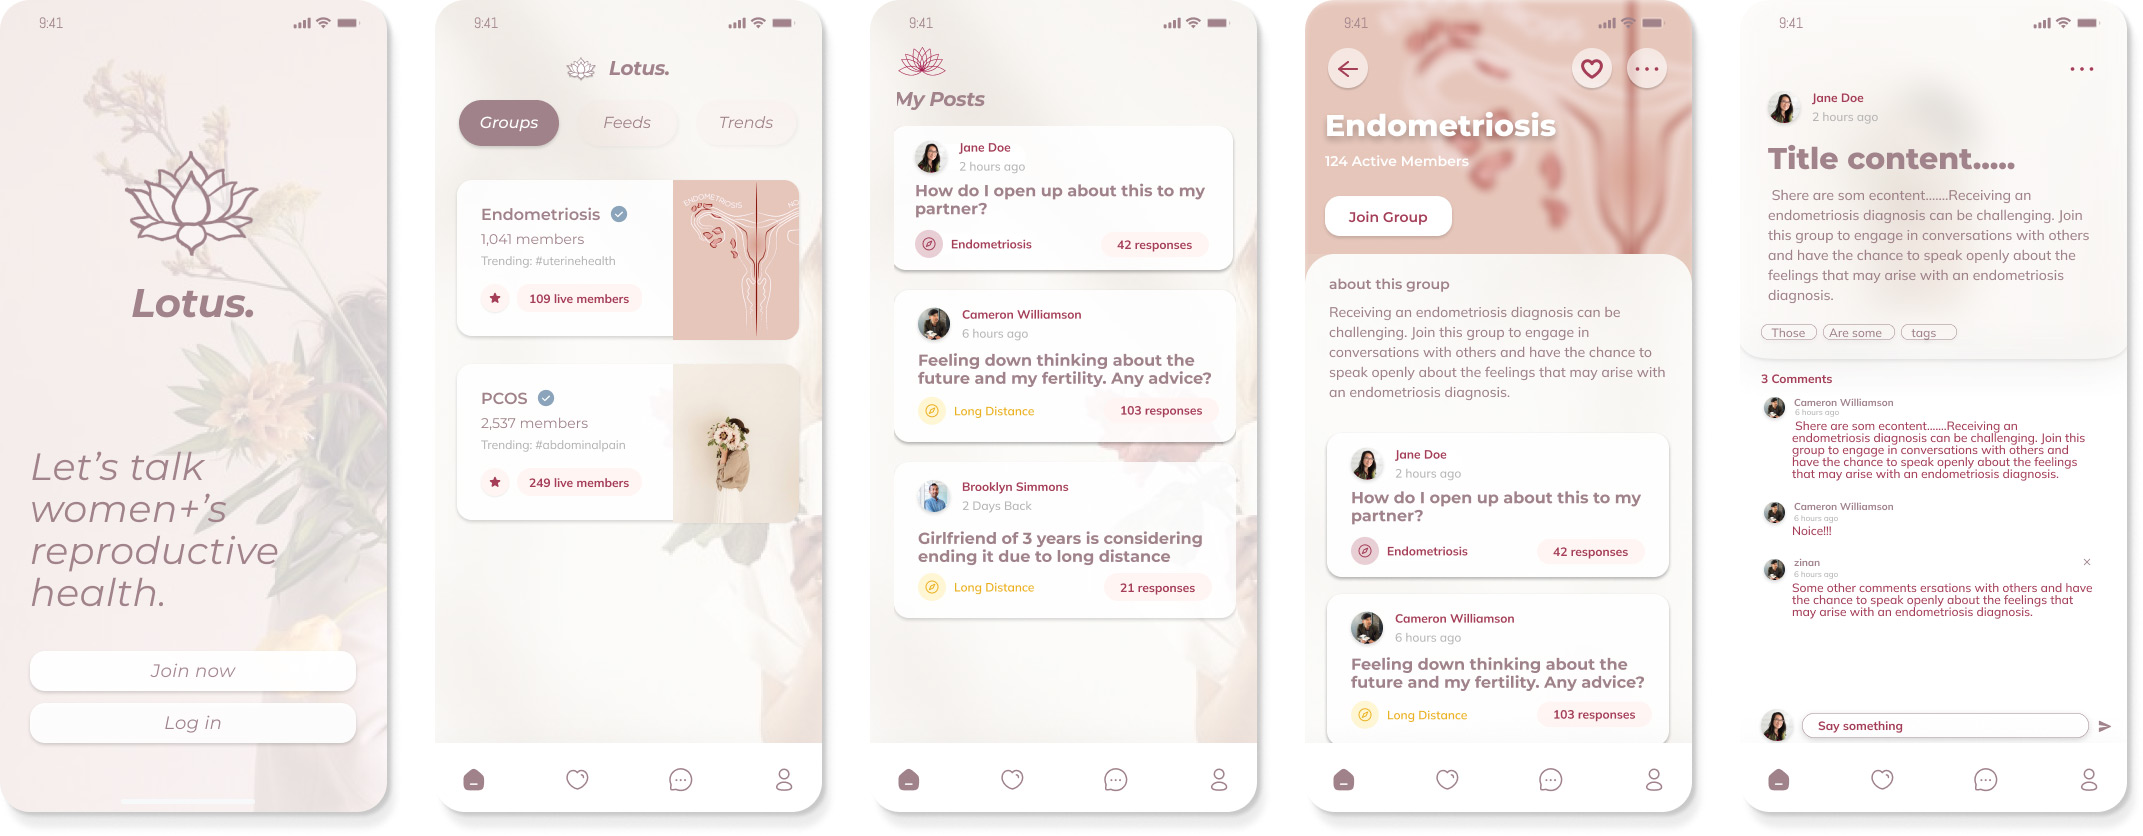 9:41
Lotus.
Let's talk
women+'s
reproductive
health.
Join now
Log in
9:41
Lotus.
Groups
Feeds
Trends
Endometriosis
1,041 members
Trending: #uterinehealth
109 live members
ENDOMETRIOSIS
NO
PCOS
2,537 members
Trending: #abdominalpain
249 live members
9:41
My Posts
Jane Doe
2 hours ago
How do I open up about this to my
partner?
Endometriosis
42 responses
Cameron Williamson
6 hours ago
Feeling down thinking about the
future and my fertility. Any advice?
Long Distance
103 responses
Brooklyn Simmons
2 Days Back
Girlfriend of 3 years is considering
ending it due to long distance
Long Distance
21 responses
9:41
Endometriosis
124 Active Members
Join Group
about this group
Receiving an endometriosis diagnosis can be
challenging. Join this group to engage in
conversations with others and have the chance to
speak openly about the feelings that may arise with
an endometriosis diagnosis.
Jane Doe
2 hours ago
How do I open up about this to my
partner?
Endometriosis
42 responses
Cameron Williamson
6 hours ago
Feeling down thinking about the
future and my fertility. Any advice?
Long Distance
103 responses
9:41
Jane Doe
2 hours ago
Title content.....
Shere are som econtent.......Receiving an
endometriosis diagnosis can be challenging. Join
this group to engage in conversations with others
and have the chance to speak openly about the
feelings that may arise with an endometriosis
diagnosis.
Those
Are some
tags
3 Comments
Cameron Williamson
6 hours ago
Shere are som econtent.......Receiving an
endometriosis diagnosis can be challenging. Join this
group to engage in conversations with others and
have the chance to speak openly about the feelings
that may arise with an endometriosis diagnosis.
Cameron Williamson
6 hours ago
Noice!!!
zinan
6 hours ago
Some other comments ersations with others and have
the chance to speak openly about the feelings that
may arise with an endometriosis diagnosis.
Say something